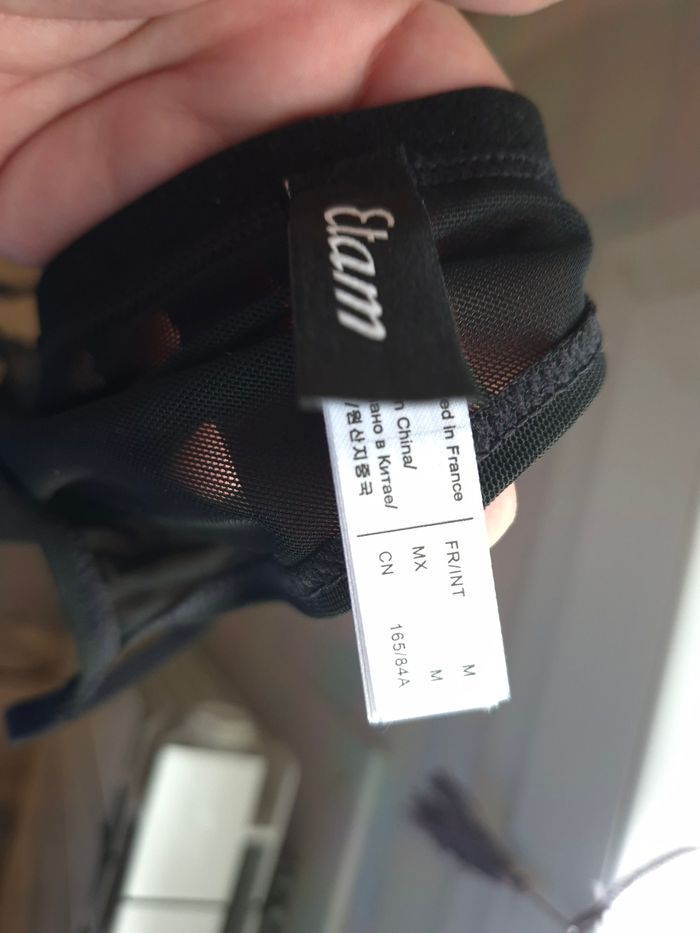 Etam
ed in France
n China/
ано в Китае/
/원산지중국
FR/INT M
MX M
CN 165/84A